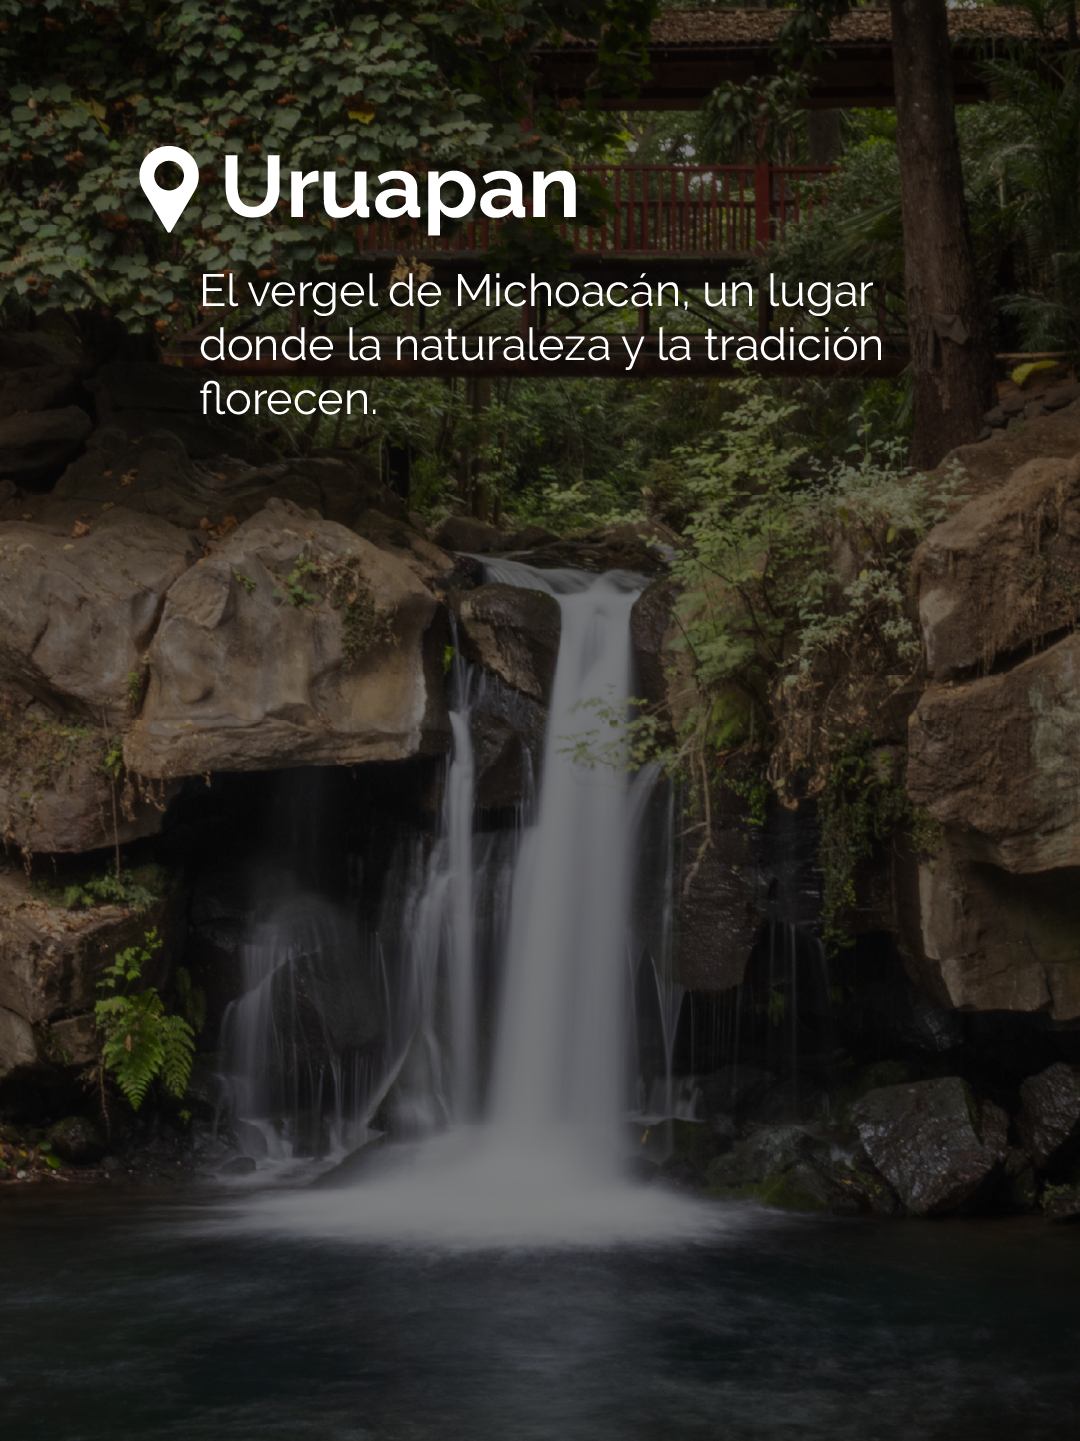 Uruapan
El vergel de Michoacán, un lugar
donde la naturaleza y la tradición
florecen.